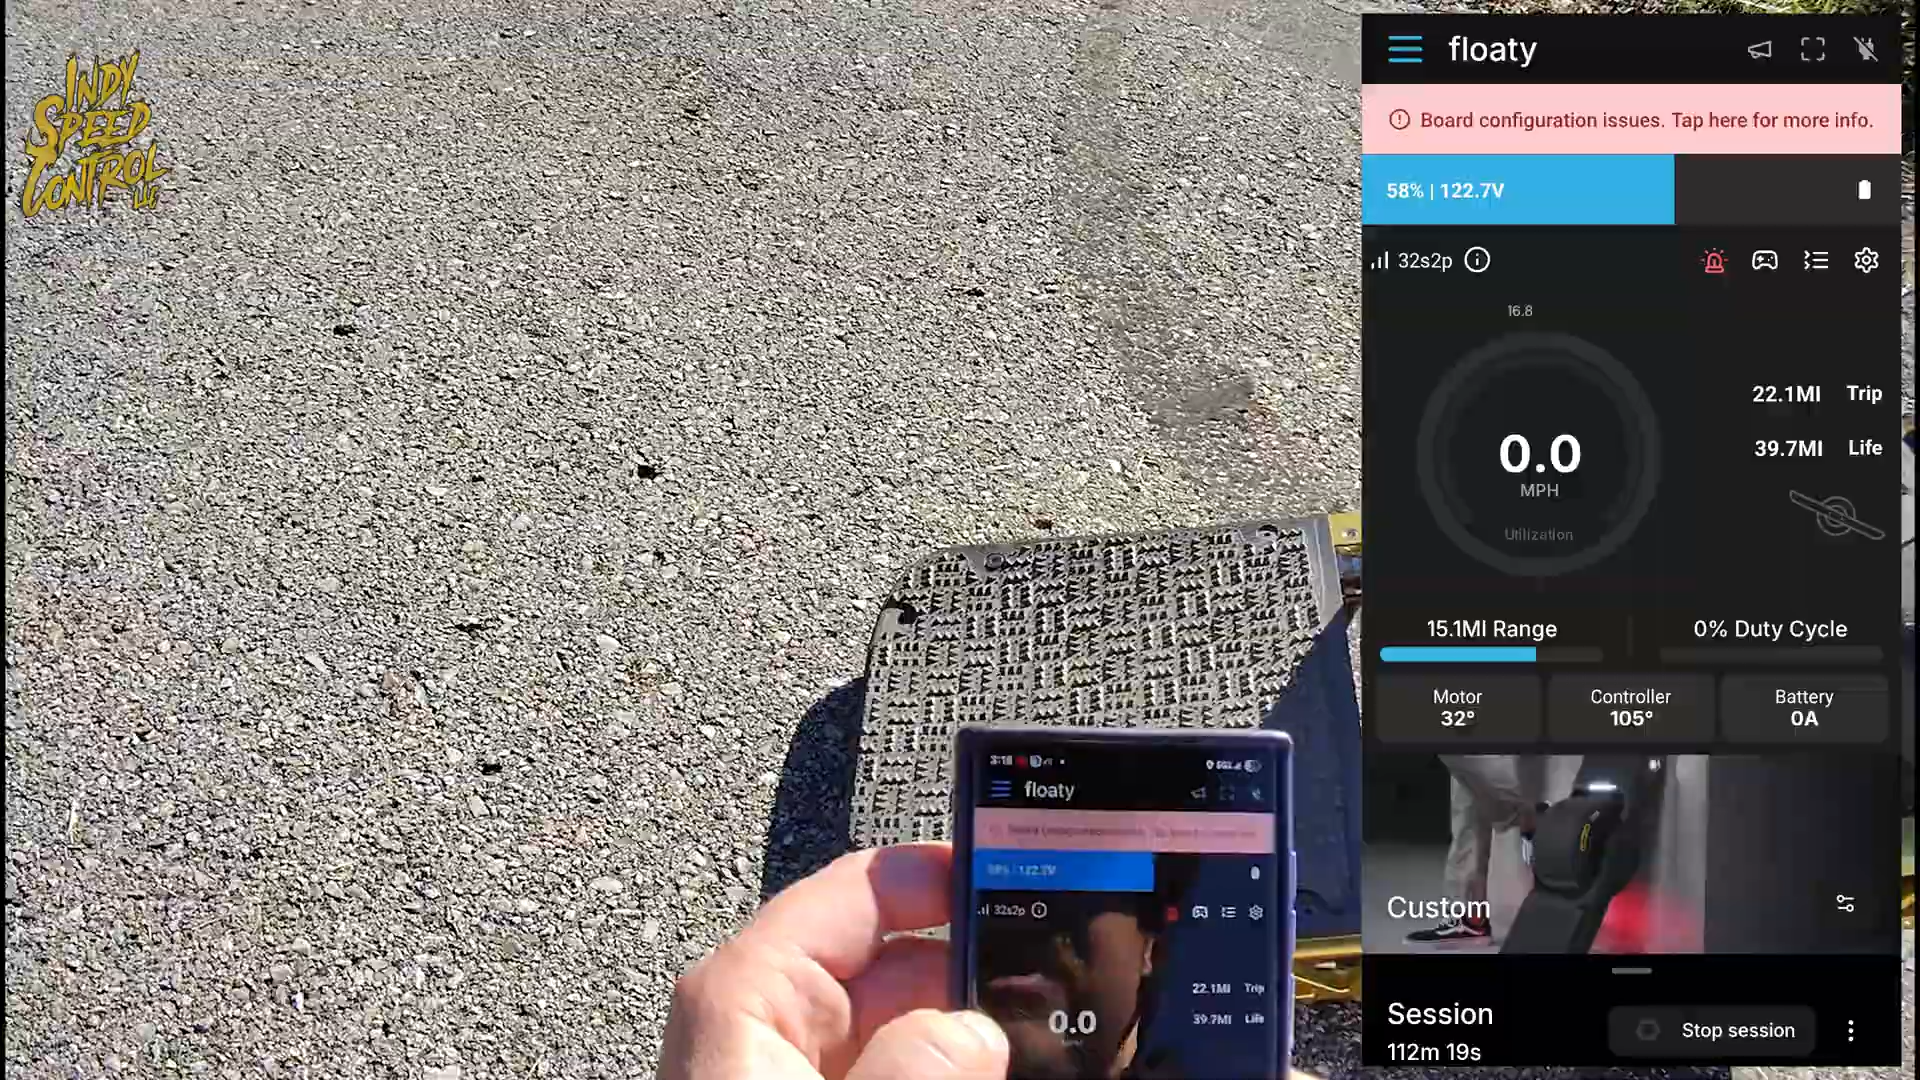 INDY
SPEED
CONTROL
LLC
floaty
Board configuration issues. Tap here for more info.
58% | 122.7V
32s2p
16.8
0.0
MPH
Utilization
22.1MI Trip
39.7MI Life
15.1MI Range
0% Duty Cycle
Motor
32°
Controller
105°
Battery
0A
Custom
Session
112m 19s
Stop session
floaty
58% | 122.7V
32s2p
22.1MI Trip
39.7MI Life
0.0